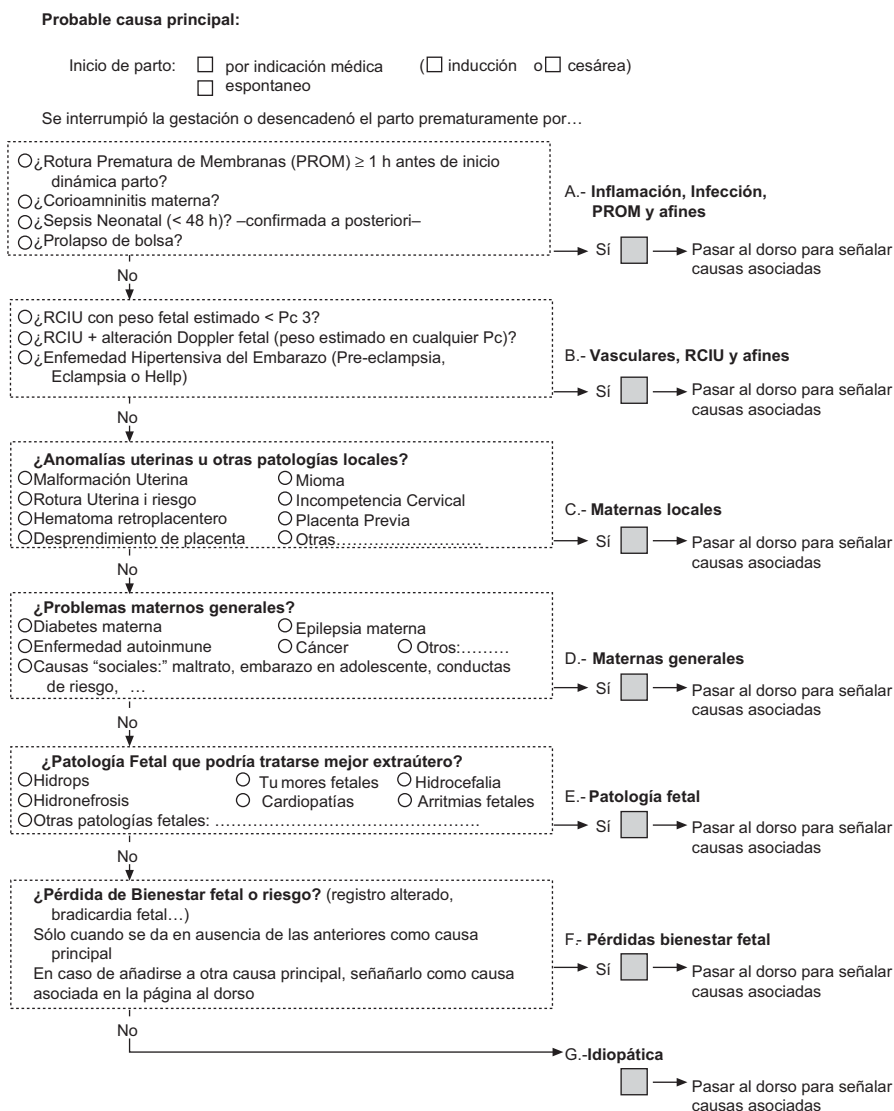 Probable causa principal:
Inicio de parto: por indicación médica (inducción o cesárea)
espontaneo
Se interrumpió la gestación o desencadenó el parto prematuramente por…
¿Rotura Prematura de Membranas (PROM) ≥ 1 h antes de inicio
dinámica parto?
¿Corioamninitis materna?
¿Sepsis Neonatal (< 48 h)? –confirmada a posteriori–
¿Prolapso de bolsa?
A.- Inflamación, Infección,
PROM y afines
Sí Pasar al dorso para señalar
causas asociadas
No
¿RCIU con peso fetal estimado < Pc 3?
¿RCIU + alteración Doppler fetal (peso estimado en cualquier Pc)?
¿Enfemedad Hipertensiva del Embarazo (Pre-eclampsia,
Eclampsia o Hellp)
B.- Vasculares, RCIU y afines
Sí Pasar al dorso para señalar
causas asociadas
No
¿Anomalías uterinas u otras patologías locales?
Malformación Uterina Mioma
Rotura Uterina i riesgo Incompetencia Cervical
Hematoma retroplacentero Placenta Previa
Desprendimiento de placenta Otras……………………..
C.- Maternas locales
Sí Pasar al dorso para señalar
causas asociadas
No
¿Problemas maternos generales?
Diabetes materna Epilepsia materna
Enfermedad autoinmune Cáncer Otros:………
Causas “sociales:” maltrato, embarazo en adolescente, conductas
de riesgo, …
D.- Maternas generales
Sí Pasar al dorso para señalar
causas asociadas
No
¿Patología Fetal que podría tratarse mejor extraútero?
Hidrops Tu mores fetales Hidrocefalia
Hidronefrosis Cardiopatías Arritmias fetales
Otras patologías fetales: …………………………………………
E.- Patología fetal
Sí Pasar al dorso para señalar
causas asociadas
No
¿Pérdida de Bienestar fetal o riesgo? (registro alterado,
bradicardia fetal…)
Sólo cuando se da en ausencia de las anteriores como causa
principal
En caso de añadirse a otra causa principal, señañarlo como causa
asociada en la página al dorso
F.- Pérdidas bienestar fetal
Sí Pasar al dorso para señalar
causas asociadas
No
G.-Idiopática
Pasar al dorso para señalar
causas asociadas